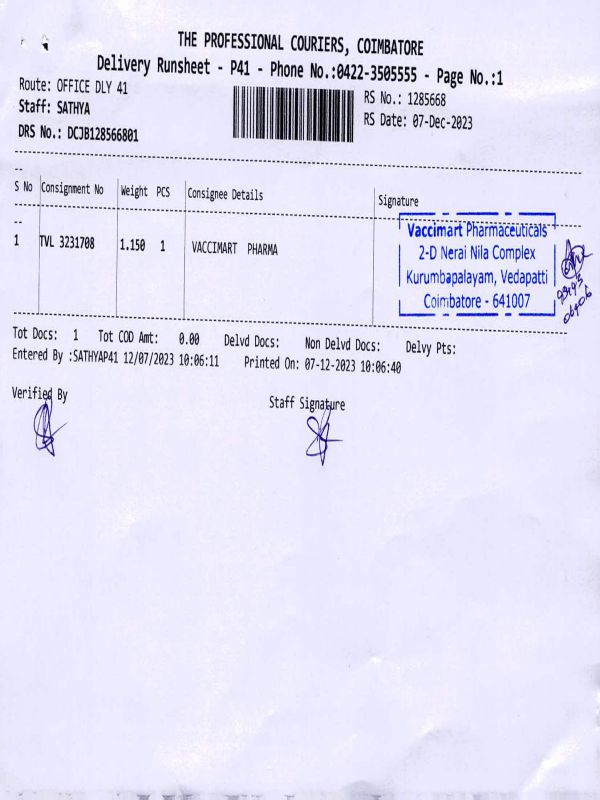 THE PROFESSIONAL COURIERS, COIMBATORE
Delivery Runsheet - P41 - Phone No.:0422-3505555 - Page No.:1
Route: OFFICE DLY 41
RS No.: 1285668
Staff: SATHYA
RS Date: 07-Dec-2023
DRS No.: DCJB128566801
S No Consignment No Weight PCS Consignee Details Signature
1 TVL 3231708 1.150 1 VACCIMART PHARMA
Vaccimart Pharmaceuticals
2-D Nerai Nila Complex
Kurumbapalayam, Vedapatti
Coimbatore - 641007
Tot Docs: 1 Tot COD Amt: 0.00 Delvd Docs: Non Delvd Docs: Delvy Pts:
Entered By :SATHYAP41 12/07/2023 10:06:11 Printed On: 07-12-2023 10:06:40
Verified By
Staff Signature